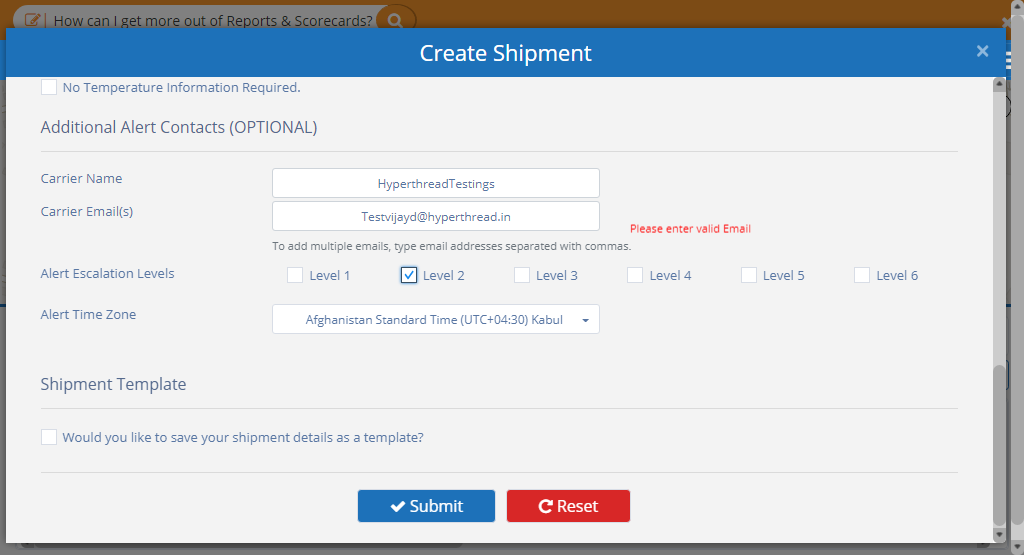 How can I get more out of Reports & Scorecards?
Create Shipment
No Temperature Information Required.
Additional Alert Contacts (OPTIONAL)
Carrier Name
HyperthreadTestings
Carrier Email(s)
Testvijayd@hyperthread.in
Please enter valid Email
To add multiple emails, type email addresses separated with commas.
Alert Escalation Levels
Level 1 Level 2 Level 3 Level 4 Level 5 Level 6
Alert Time Zone
Afghanistan Standard Time (UTC+04:30) Kabul
Shipment Template
Would you like to save your shipment details as a template?
Submit Reset